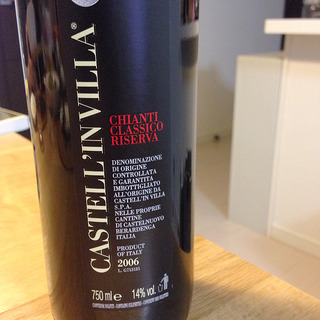 CASTELL'IN VILLA®
CHIANTI
CLASSICO
RISERVA
DENOMINAZIONE
DI ORIGINE
CONTROLLATA
E GARANTITA
IMBOTTIGLIATO
ALL'ORIGINE DA
CASTELL'IN VILLA
S.P.A.
NELLE PROPRIE
CANTINE
DI CASTELNUOVO
BERARDENGA
ITALIA
PRODUCT
OF ITALY
2006
750 ml e 14% vol.